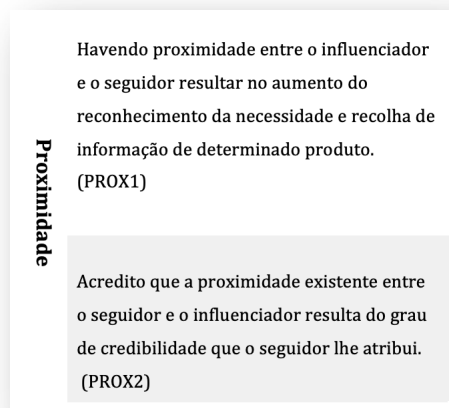 Proximidade
Havendo proximidade entre o influenciador
e o seguidor resultar no aumento do
reconhecimento da necessidade e recolha de
informação de determinado produto.
(PROX1)
Acredito que a proximidade existente entre
o seguidor e o influenciador resulta do grau
de credibilidade que o seguidor lhe atribui.
(PROX2)